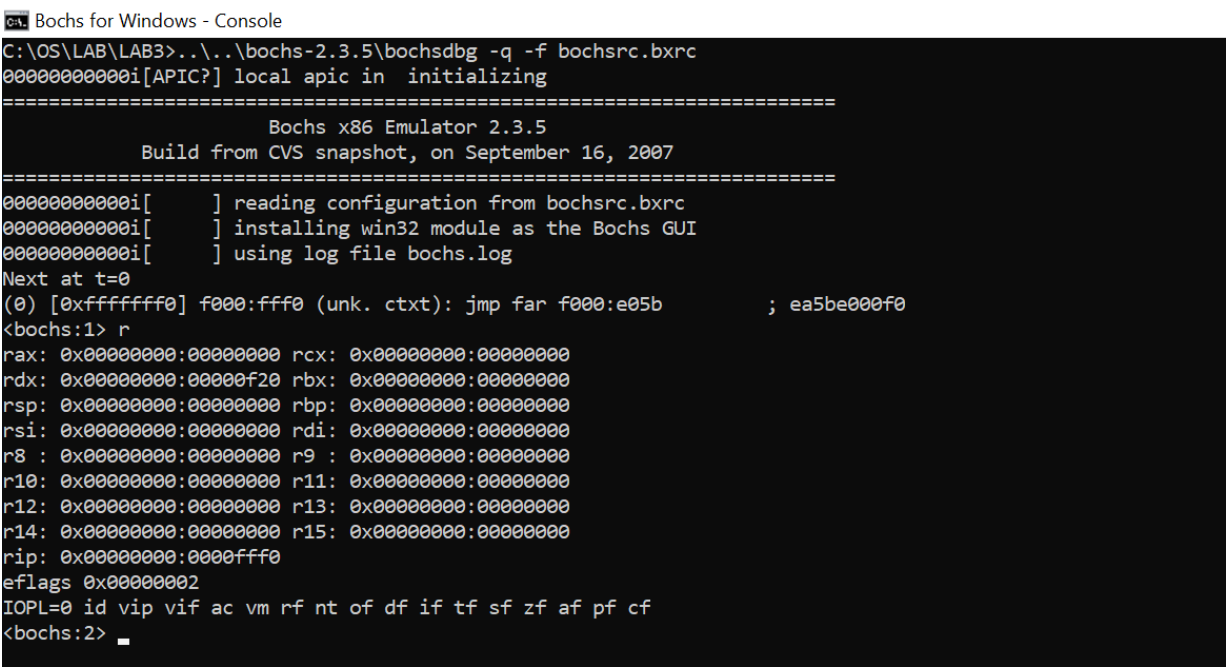 Bochs for Windows - Console
C:\OS\LAB\LAB3>..\..\bochs-2.3.5\bochsdbg -q -f bochsrc.bxrc
00000000000i[APIC?] local apic in  initializing
========================================================================
                       Bochs x86 Emulator 2.3.5
            Build from CVS snapshot, on September 16, 2007
========================================================================
00000000000i[     ] reading configuration from bochsrc.bxrc
00000000000i[     ] installing win32 module as the Bochs GUI
00000000000i[     ] using log file bochs.log
Next at t=0
(0) [0xfffffff0] f000:fff0 (unk. ctxt): jmp far f000:e05b         ; ea5be000f0
<bochs:1> r
rax: 0x00000000:00000000 rcx: 0x00000000:00000000
rdx: 0x00000000:00000f20 rbx: 0x00000000:00000000
rsp: 0x00000000:00000000 rbp: 0x00000000:00000000
rsi: 0x00000000:00000000 rdi: 0x00000000:00000000
r8 : 0x00000000:00000000 r9 : 0x00000000:00000000
r10: 0x00000000:00000000 r11: 0x00000000:00000000
r12: 0x00000000:00000000 r13: 0x00000000:00000000
r14: 0x00000000:00000000 r15: 0x00000000:00000000
rip: 0x00000000:0000fff0
eflags 0x00000002
IOPL=0 id vip vif ac vm rf nt of df if tf sf zf af pf cf
<bochs:2>